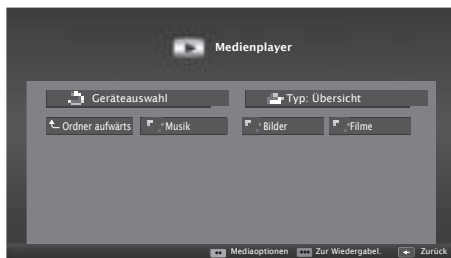 Medienplayer
Geräteauswahl
Typ: Übersicht
Ordner aufwärts
Musik
Bilder
Filme
Mediaoptionen
Zur Wiedergabel.
Zurück